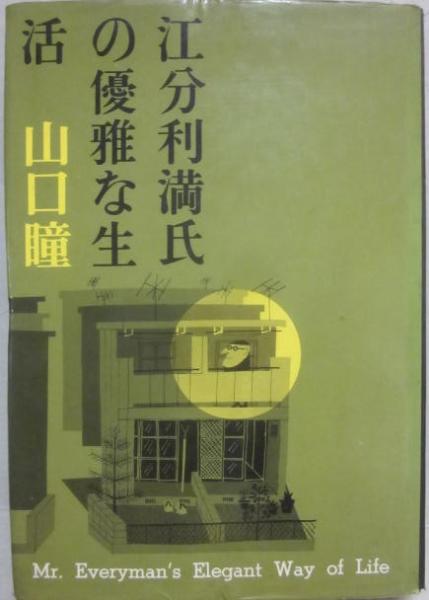 江分利満氏
の優雅な生
活
山口瞳
Mr. Everyman's Elegant Way of Life